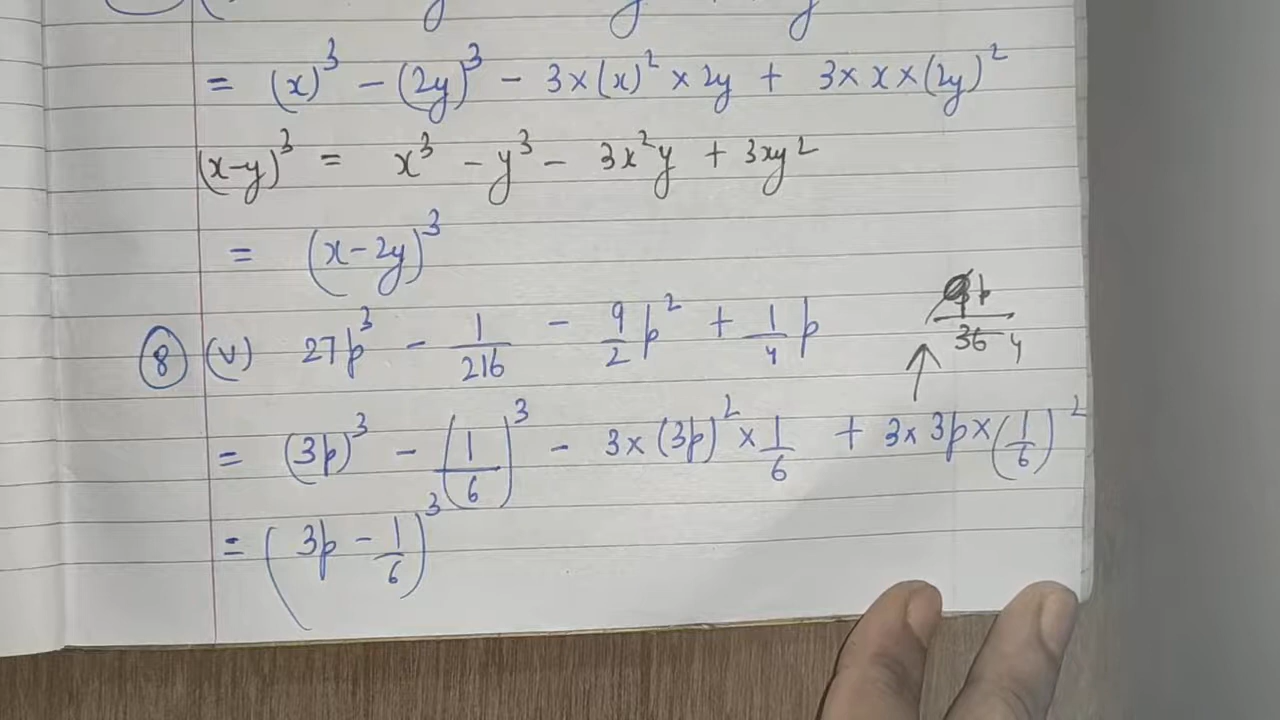 = (x)³ - (2y)³ - 3×(x)² × 2y + 3× x ×(2y)²
(x-y)³ = x³ - y³ - 3x²y + 3xy²
= (x-2y)³
⑧ (v) 27p³ - 1/216 - 9/2 p² + 1/4 p
36 4
= (3p)³ - (1/6)³ - 3×(3p)² × 1/6 + 3× 3p×(1/6)²
= (3p - 1/6)³